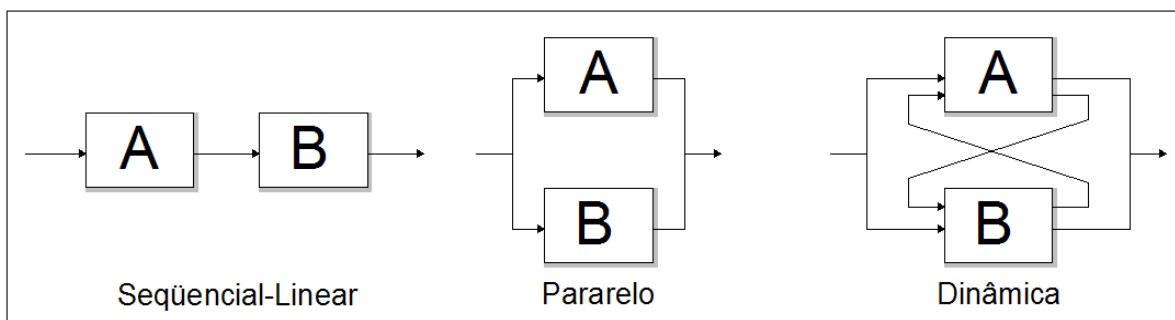 A B
Seqüencial-Linear
A
B
Pararelo
A
B
Dinâmica